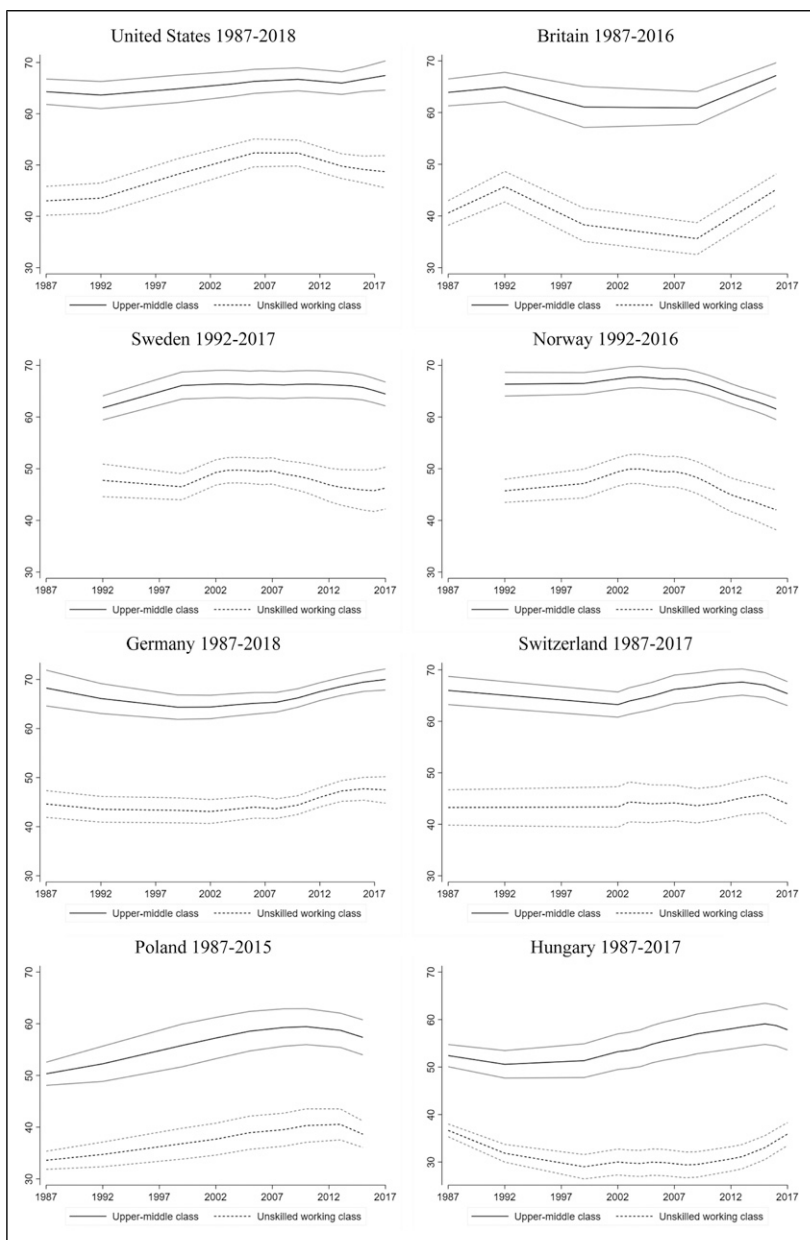 United States 1987-2018
70
60
50
40
30
1987 1992 1997 2002 2007 2012 2017
Upper-middle class Unskilled working class
Britain 1987-2016
70
60
50
40
30
1987 1992 1997 2002 2007 2012 2017
Upper-middle class Unskilled working class
Sweden 1992-2017
70
60
50
40
30
1987 1992 1997 2002 2007 2012 2017
Upper-middle class Unskilled working class
Norway 1992-2016
70
60
50
40
30
1987 1992 1997 2002 2007 2012 2017
Upper-middle class Unskilled working class
Germany 1987-2018
70
60
50
40
30
1987 1992 1997 2002 2007 2012 2017
Upper-middle class Unskilled working class
Switzerland 1987-2017
70
60
50
40
30
1987 1992 1997 2002 2007 2012 2017
Upper-middle class Unskilled working class
Poland 1987-2015
70
60
50
40
30
1987 1992 1997 2002 2007 2012 2017
Upper-middle class Unskilled working class
Hungary 1987-2017
70
60
50
40
30
1987 1992 1997 2002 2007 2012 2017
Upper-middle class Unskilled working class